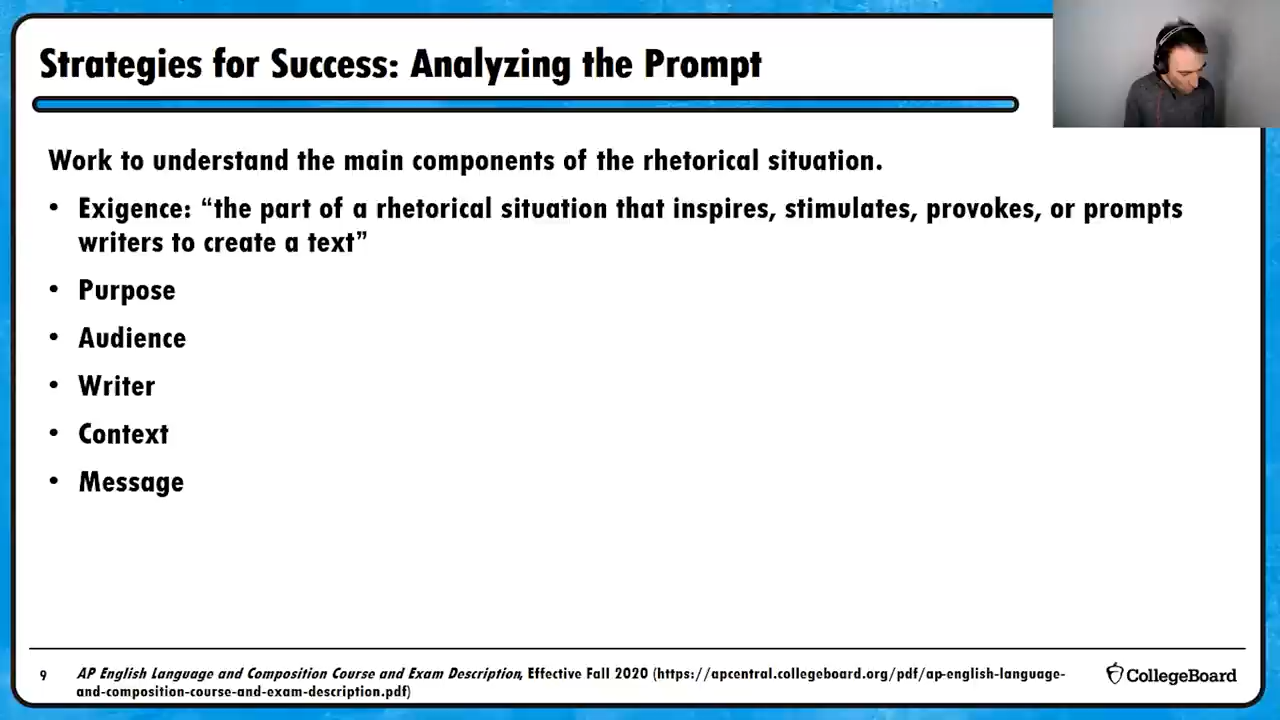 Strategies for Success: Analyzing the Prompt
Work to understand the main components of the rhetorical situation.
• Exigence: “the part of a rhetorical situation that inspires, stimulates, provokes, or prompts
writers to create a text”
• Purpose
• Audience
• Writer
• Context
• Message
9 AP English Language and Composition Course and Exam Description, Effective Fall 2020 (https://apcentral.collegeboard.org/pdf/ap-english-language-
and-composition-course-and-exam-description.pdf)
CollegeBoard